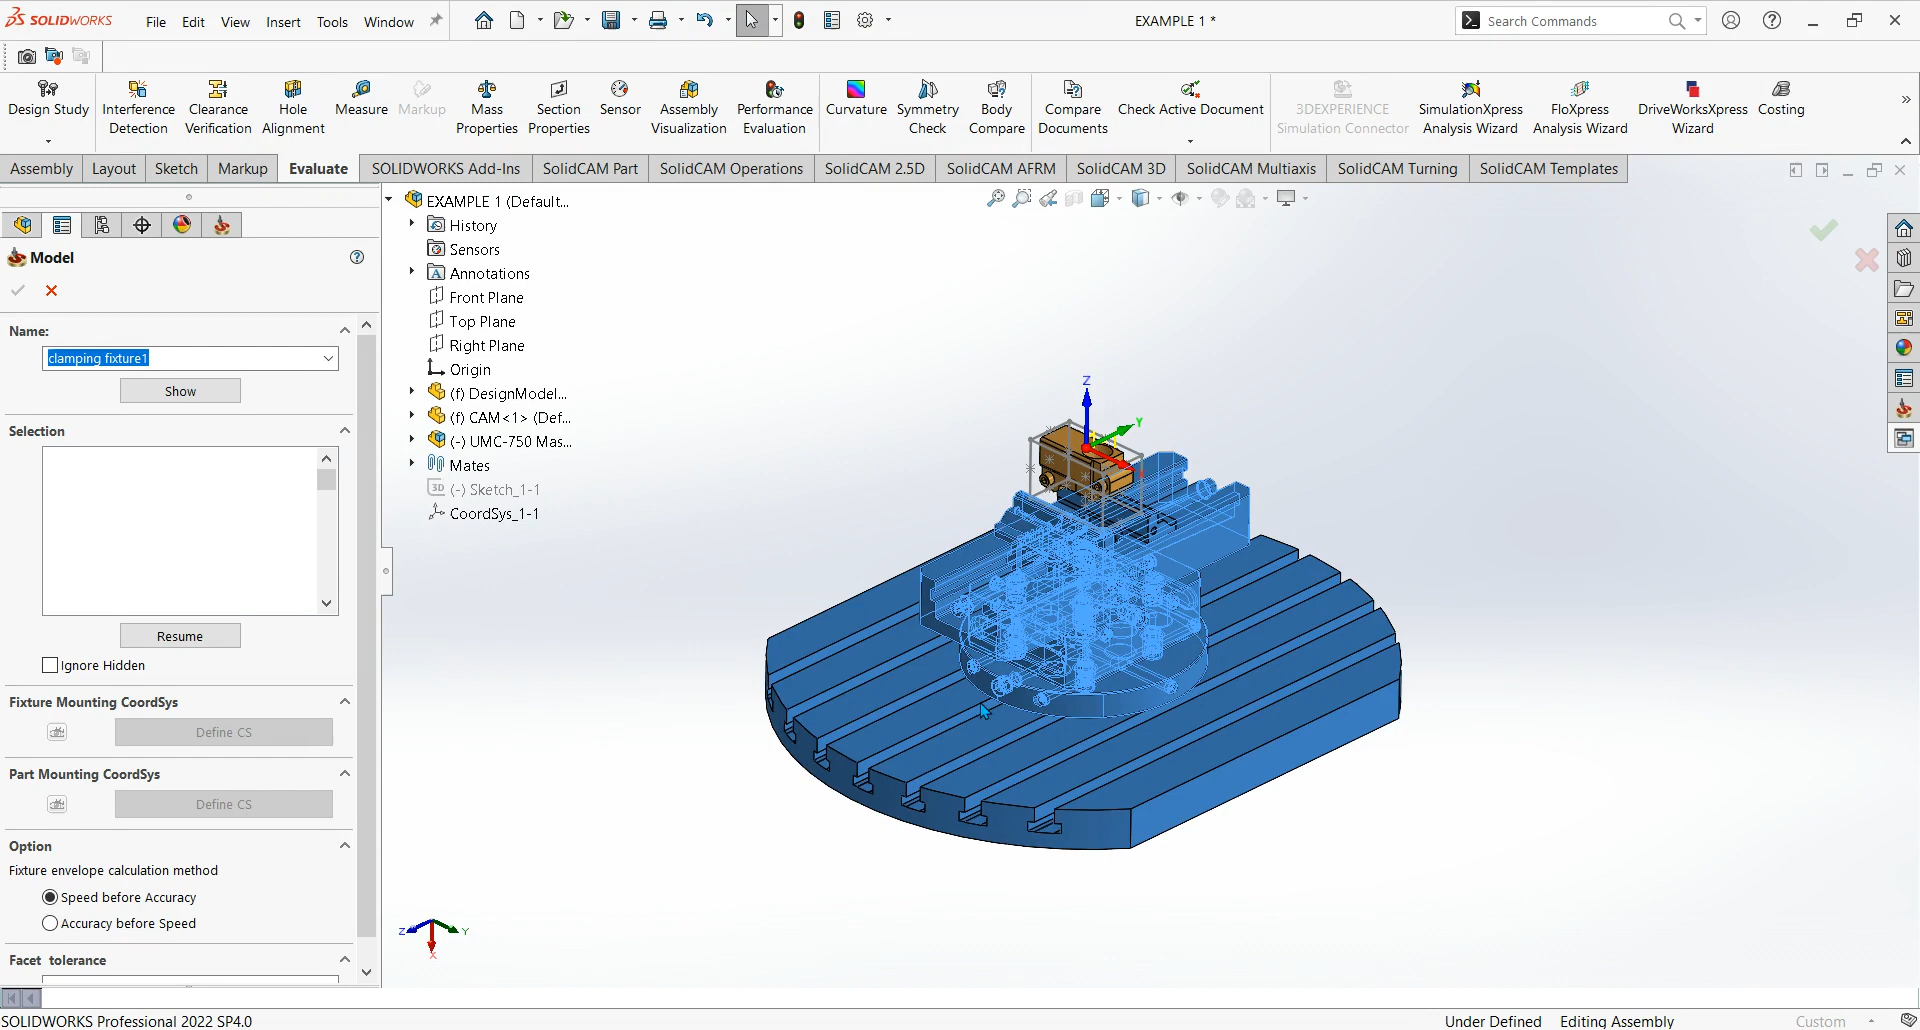 SOLIDWORKS File Edit View Insert Tools Window EXAMPLE 1 * Search Commands
Design Study Interference Detection Clearance Verification Hole Alignment Measure Markup Mass Properties Section Properties Sensor Assembly Visualization Performance Evaluation Curvature Symmetry Check Body Compare Compare Documents Check Active Document 3DEXPERIENCE Simulation Connector SimulationXpress Analysis Wizard FloXpress Analysis Wizard DriveWorksXpress Wizard Costing
Assembly Layout Sketch Markup Evaluate SOLIDWORKS Add-Ins SolidCAM Part SolidCAM Operations SolidCAM 2.5D SolidCAM AFRM SolidCAM 3D SolidCAM Multiaxis SolidCAM Turning SolidCAM Templates
Model
Name:
clamping fixture1
Show
Selection
Resume
Ignore Hidden
Fixture Mounting CoordSys
Define CS
Part Mounting CoordSys
Define CS
Option
Fixture envelope calculation method
Speed before Accuracy
Accuracy before Speed
Facet tolerance
EXAMPLE 1 (Default...
History
Sensors
Annotations
Front Plane
Top Plane
Right Plane
Origin
(f) DesignModel...
(f) CAM<1> (Def...
(-) UMC-750 Mas...
Mates
3D (-) Sketch_1-1
CoordSys_1-1
Z
Y
Z Y
X
SOLIDWORKS Professional 2022 SP4.0 Under Defined Editing Assembly Custom